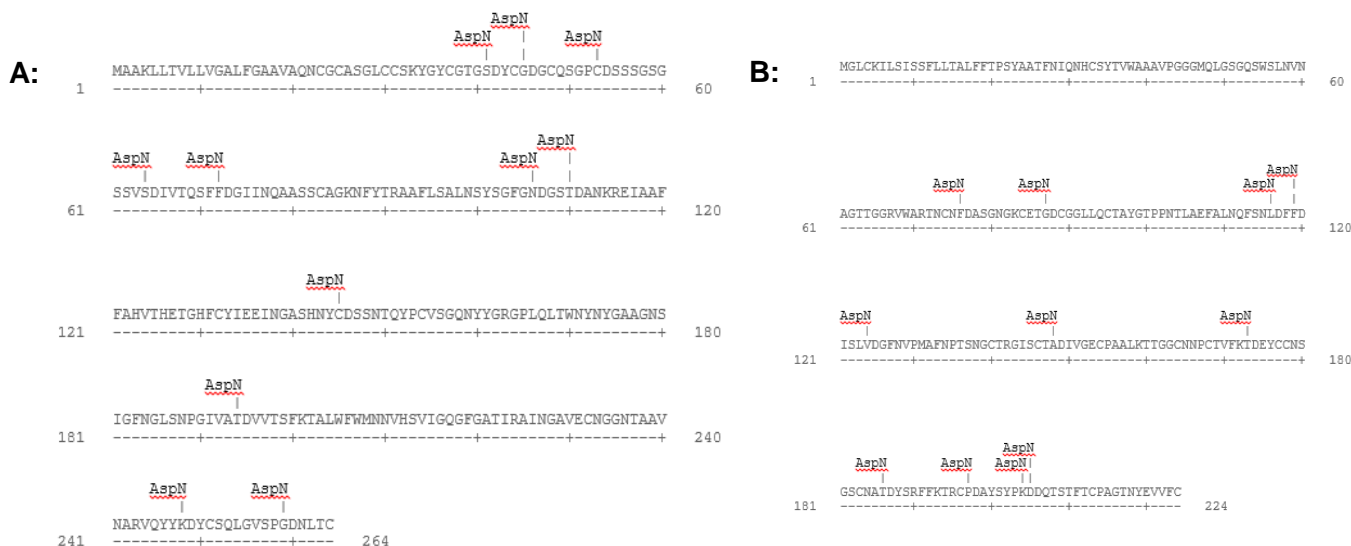 A:
AspN
AspN AspN
MAAKLLTVLLVGALFGAAVAQNCGCASGLCCSKYGYCGTGSDYCGDGCQSGPCDSSSGSG
1 ---------+---------+---------+---------+---------+---------+ 60
AspN
AspN AspN AspN
SSVSDIVTQSFFDGIINQAASSCAGKNFYTRAAFLSALNSYSGFGNDGSTDANKREIAAF
61 ---------+---------+---------+---------+---------+---------+ 120
AspN
FAHVTHETGHFCYIEEINGASHNYCDSSNTQYPCVSGQNYYGRGPLQLTWNYNYGAAGNS
121 ---------+---------+---------+---------+---------+---------+ 180
AspN
IGFNGLSNPGIVATDVVTSFKTALWFWMNNVHSVIGQGFGATIRAINGAVECNGGNTAAV
181 ---------+---------+---------+---------+---------+---------+ 240
AspN AspN
NARVQYYKDYCSQLGVSPGDNLTC
241 ---------+---------+---- 264
B:
MGLCKILSISSFLLTALFFTPSYAATFNIQNHCSYTVWAAAVPGGGMQLGSGQSWSLNVN
1 ---------+---------+---------+---------+---------+---------+ 60
AspN
AspN AspN AspN
AGTTGGRVWARTNCNFDASGNGKCETGDCGGLLQCTAYGTPPNTLAEFALNQFSNLDFFD
61 ---------+---------+---------+---------+---------+---------+ 120
AspN AspN AspN
ISLVDGFNVPMAFNPTSNGCTRGISCTADIVGECPAALKTTGGCNNPCTVFKTDEYCCNS
121 ---------+---------+---------+---------+---------+---------+ 180
AspN
AspN AspN AspN
GSCNATDYSRFFKTRCPDAYSYPKDDQTSTFTCPAGTNYEVVFC
181 ---------+---------+---------+---------+---- 224